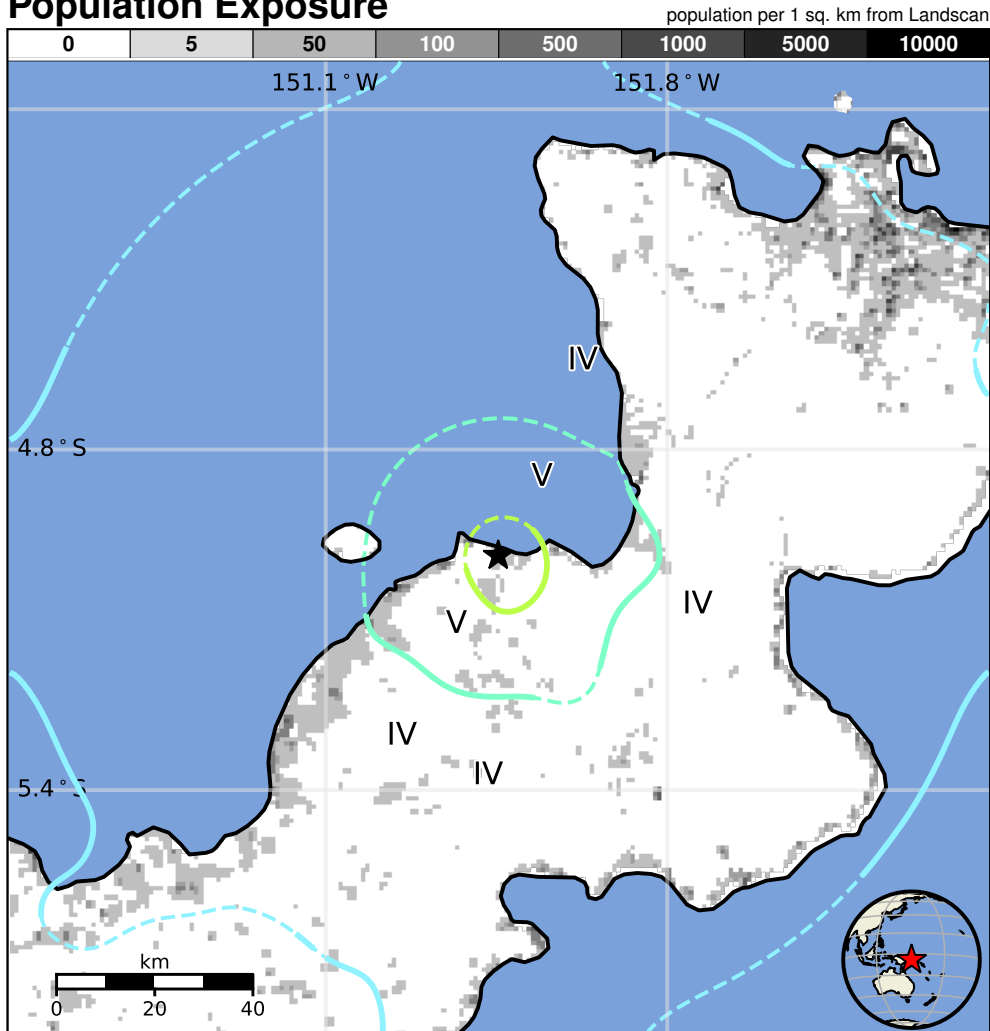 Population Exposure
population per 1 sq. km from Landscan
0 5 50 100 500 1000 5000 10000
151.1°W 151.8°W
IV
4.8°S
V
IV
V
IV
IV
5.4°S
km
0 20 40